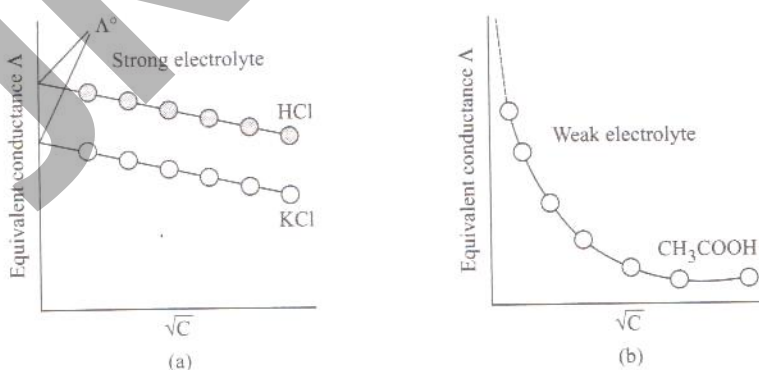 Equivalent conductance Λ
Λ°
Strong electrolyte
HCl
KCl
√C
(a)
Equivalent conductance Λ
Weak electrolyte
CH₃COOH
√C
(b)